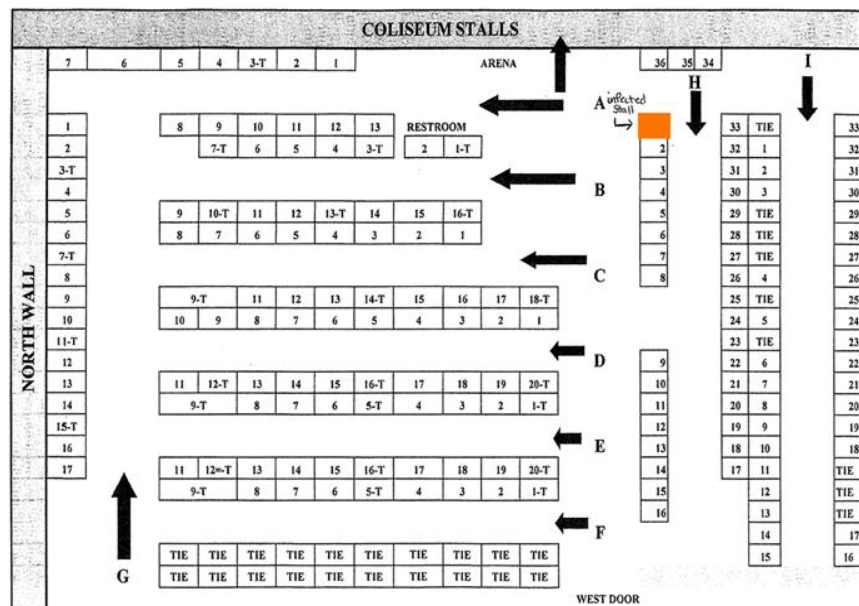 COLISEUM STALLS
7 6 5 4 3-T 2 1 ARENA 36 35 34 I
H
A infected
stall
1 8 9 10 11 12 13 RESTROOM 33 TIE 33
2 7-T 6 5 4 3-T 2 1-T 2 32 1 32
3-T 3 31 2 31
4 B 4 30 3 30
5 9 10-T 11 12 13-T 14 15 16-T 5 29 TIE 29
6 8 7 6 5 4 3 2 1 6 28 TIE 28
7-T 7 27 TIE 27
8 C 8 26 4 26
9 9-T 11 12 13 14-T 15 16 17 18-T 25 TIE 25
10 10 9 8 7 6 5 4 3 2 1 24 5 24
11-T 23 TIE 23
12 D 9 22 6 22
13 11 12-T 13 14 15 16-T 17 18 19 20-T 10 21 7 21
14 9-T 8 7 6 5-T 4 3 2 1-T 11 20 8 20
15-T 12 19 9 19
16 E 13 18 10 18
17 11 12=-T 13 14 15 16-T 17 18 19 20-T 14 17 11 TIE
9-T 8 7 6 5-T 4 3 2 1-T 15 12 TIE
16 13 TIE
F 14 17
TIE TIE TIE TIE TIE TIE TIE TIE TIE TIE 15 16
TIE TIE TIE TIE TIE TIE TIE TIE TIE TIE
G
WEST DOOR
NORTH WALL